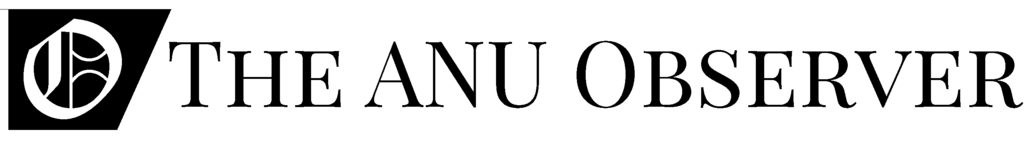 O THE ANU OBSERVER